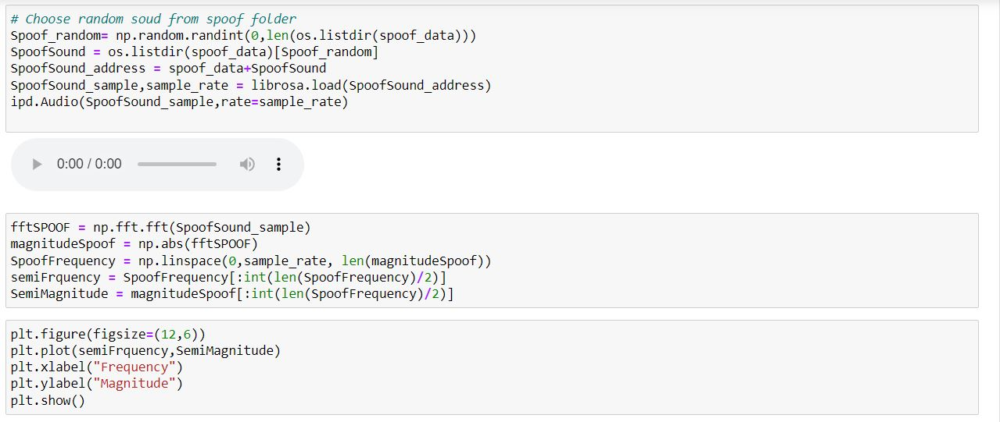 # Choose random soud from spoof folder
Spoof_random= np.random.randint(0,len(os.listdir(spoof_data)))
SpoofSound = os.listdir(spoof_data)[Spoof_random]
SpoofSound_address = spoof_data+SpoofSound
SpoofSound_sample,sample_rate = librosa.load(SpoofSound_address)
ipd.Audio(SpoofSound_sample,rate=sample_rate)
0:00 / 0:00
fftSPOOF = np.fft.fft(SpoofSound_sample)
magnitudeSpoof = np.abs(fftSPOOF)
SpoofFrequency = np.linspace(0,sample_rate, len(magnitudeSpoof))
semiFrquency = SpoofFrequency[:int(len(SpoofFrequency)/2)]
SemiMagnitude = magnitudeSpoof[:int(len(SpoofFrequency)/2)]
plt.figure(figsize=(12,6))
plt.plot(semiFrquency,SemiMagnitude)
plt.xlabel("Frequency")
plt.ylabel("Magnitude")
plt.show()